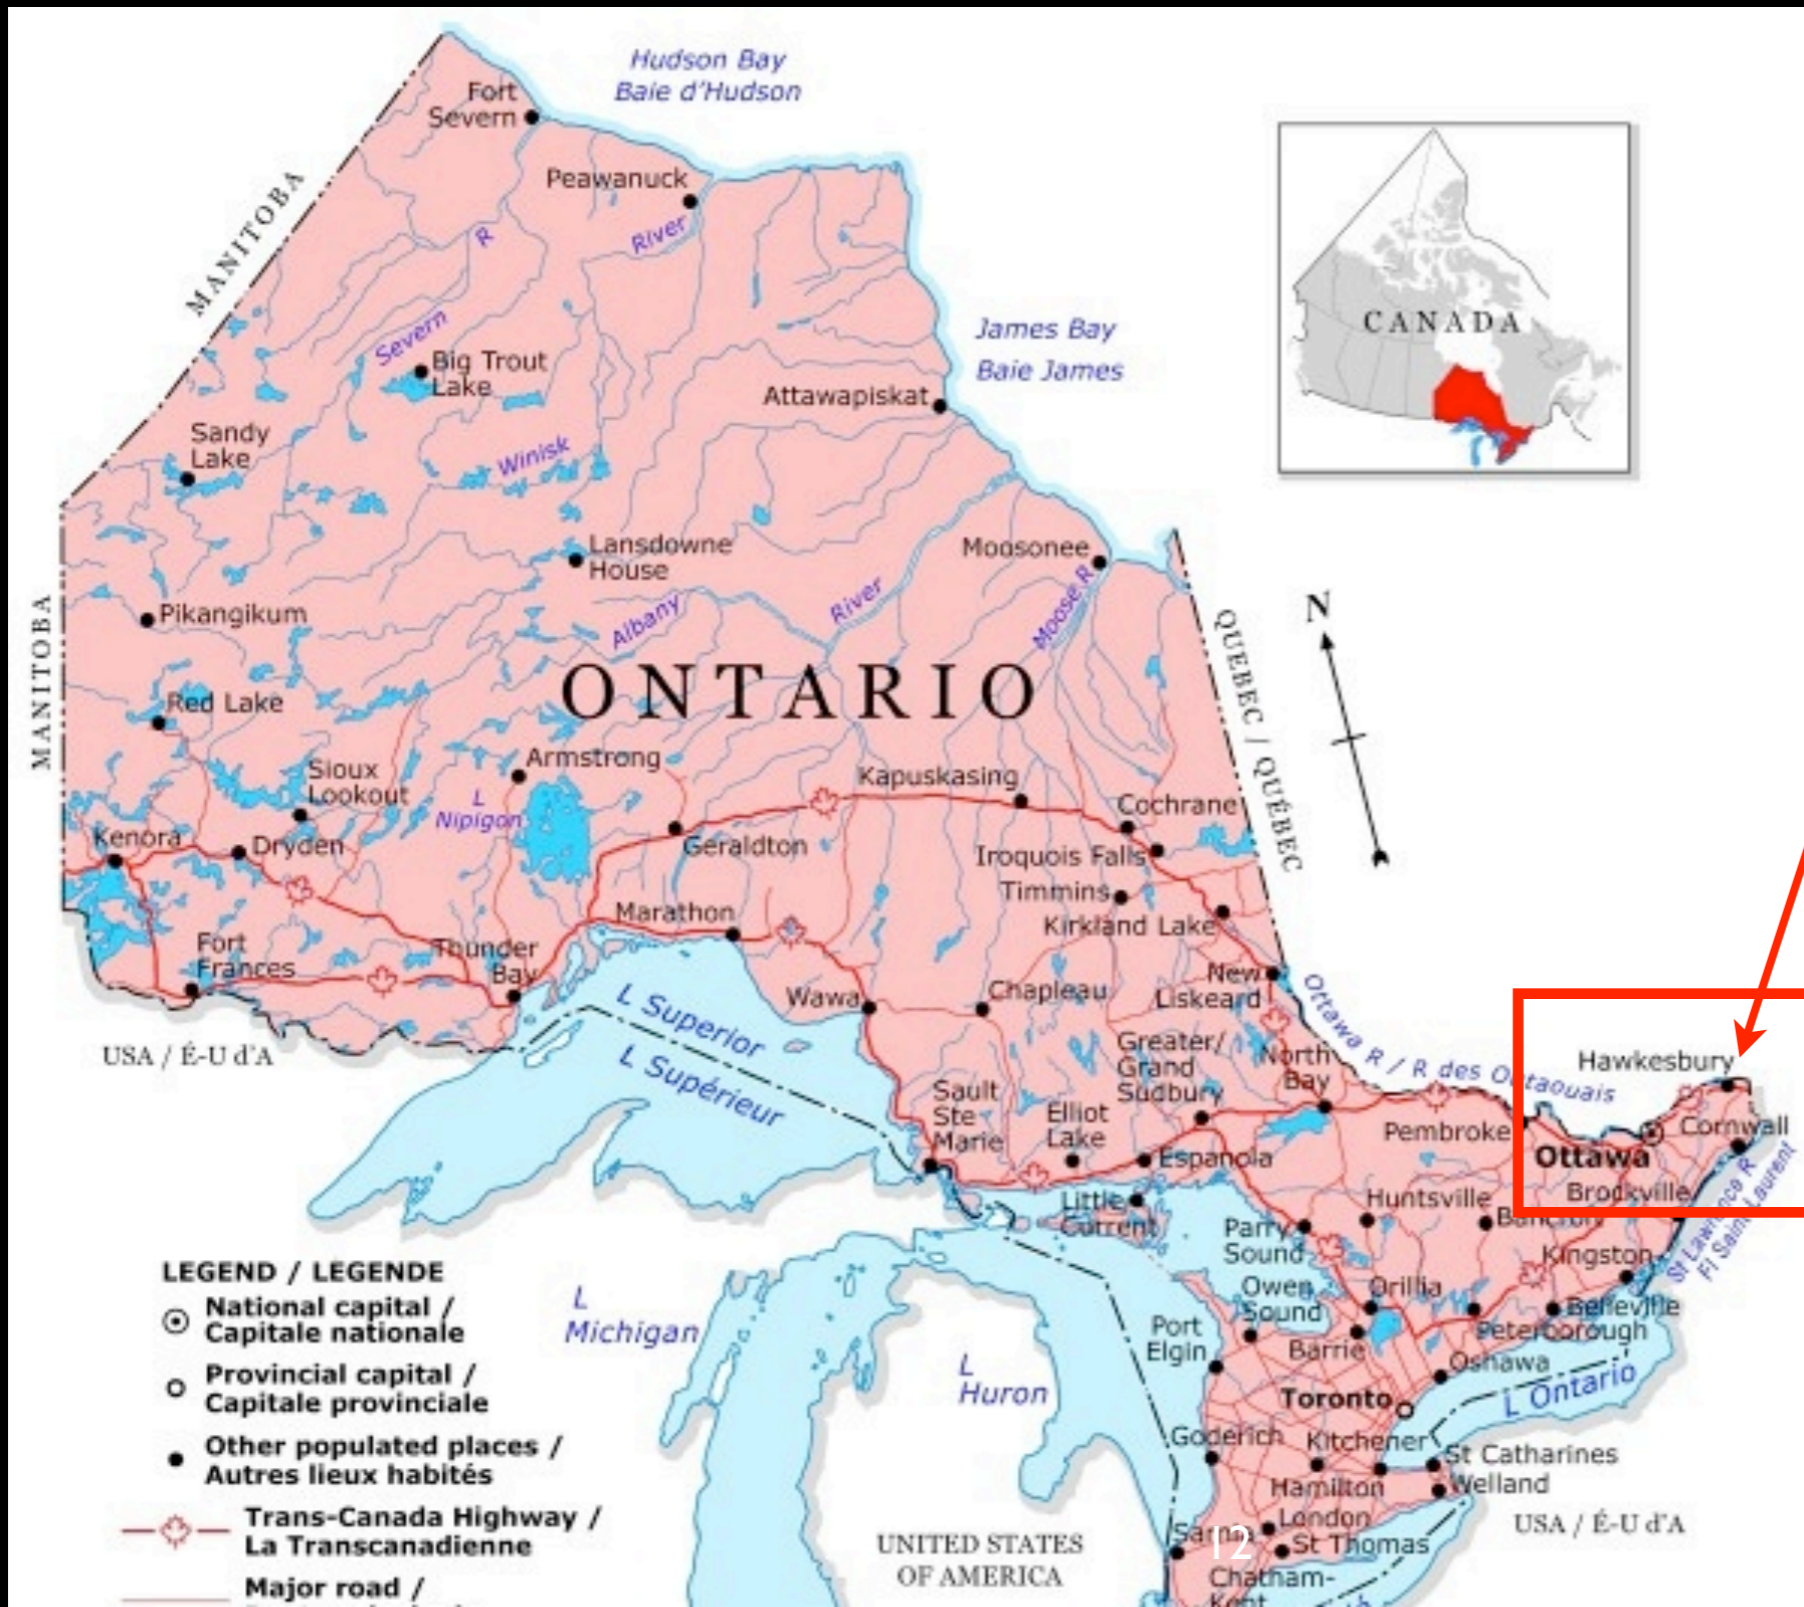 Hudson Bay
Baie d'Hudson
Fort
Severn
Peawanuck
River
R
MANITOBA
Severn
James Bay
Baie James
CANADA
Big Trout
Lake
Attawapiskat
Sandy
Lake
Winisk
Lansdowne
House
Moosonee
Moose R
River
Albany
Pikangikum
N
QUEBEC / QUÉBEC
MANITOBA
ONTARIO
Red Lake
Armstrong
Sioux
Lookout
L
Nipigon
Kapuskasing
Cochrane
Kenora
Dryden
Geraldton
Iroquois Falls
Timmins
Marathon
Kirkland Lake
Fort
Frances
Thunder
Bay
New
Liskeard
Wawa
Chapleau
L Superior
L Supérieur
USA / É-U d'A
Ottawa R / R des Outaouais
Greater/
Grand
Sudbury
North
Bay
Hawkesbury
Sault
Ste
Marie
Elliot
Lake
Pembroke
Cornwall
Ottawa
Espanola
Little
Current
Huntsville
Brockville
Bancroft
Parry
Sound
Kingston
St Lawrence R
Fl Saint Laurent
LEGEND / LEGENDE
National capital /
Capitale nationale
Provincial capital /
Capitale provinciale
Other populated places /
Autres lieux habités
Trans-Canada Highway /
La Transcanadienne
Major road /
L
Michigan
L
Huron
Owen
Sound
Orillia
Belleville
Peterborough
Port
Elgin
Barrie
Oshawa
Toronto
L Ontario
Goderich
Kitchener
St Catharines
Hamilton
Welland
London
Sarnia
12
St Thomas
USA / É-U d'A
UNITED STATES
OF AMERICA
Chatham-
Kent